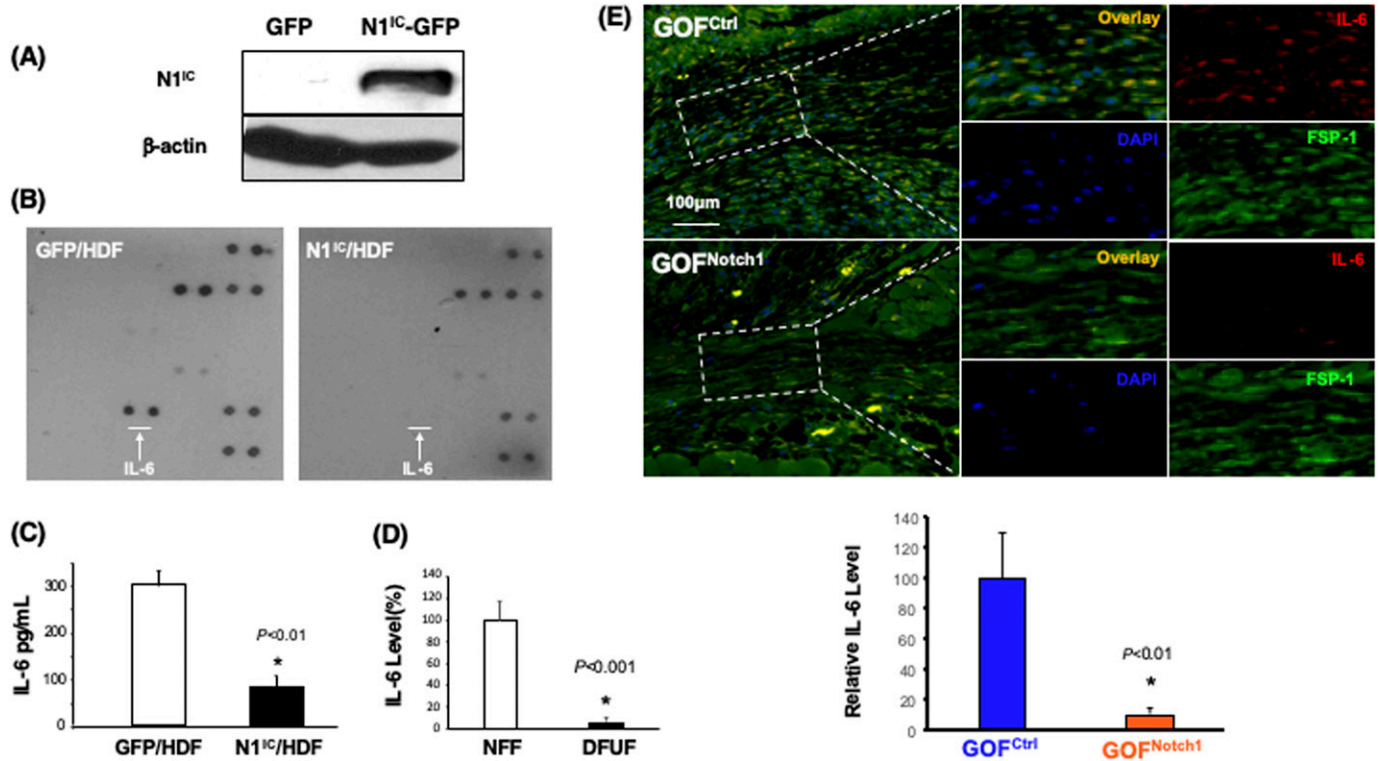 (A)
GFP N1IC-GFP
N1IC
β-actin
(B)
GFP/HDF
IL-6
N1IC/HDF
IL-6
(C)
IL-6 pg/mL
300
200
100
0
P<0.01
*
GFP/HDF N1IC/HDF
(D)
IL-6 Level(%)
140
120
100
80
60
40
20
0
P<0.001
*
NFF DFUF
(E)
GOFCtrl
100μm
Overlay
IL-6
DAPI
FSP-1
GOFNotch1
Overlay
IL-6
DAPI
FSP-1
Relative IL-6 Level
140
120
100
80
60
40
20
0
P<0.01
*
GOFCtrl GOFNotch1